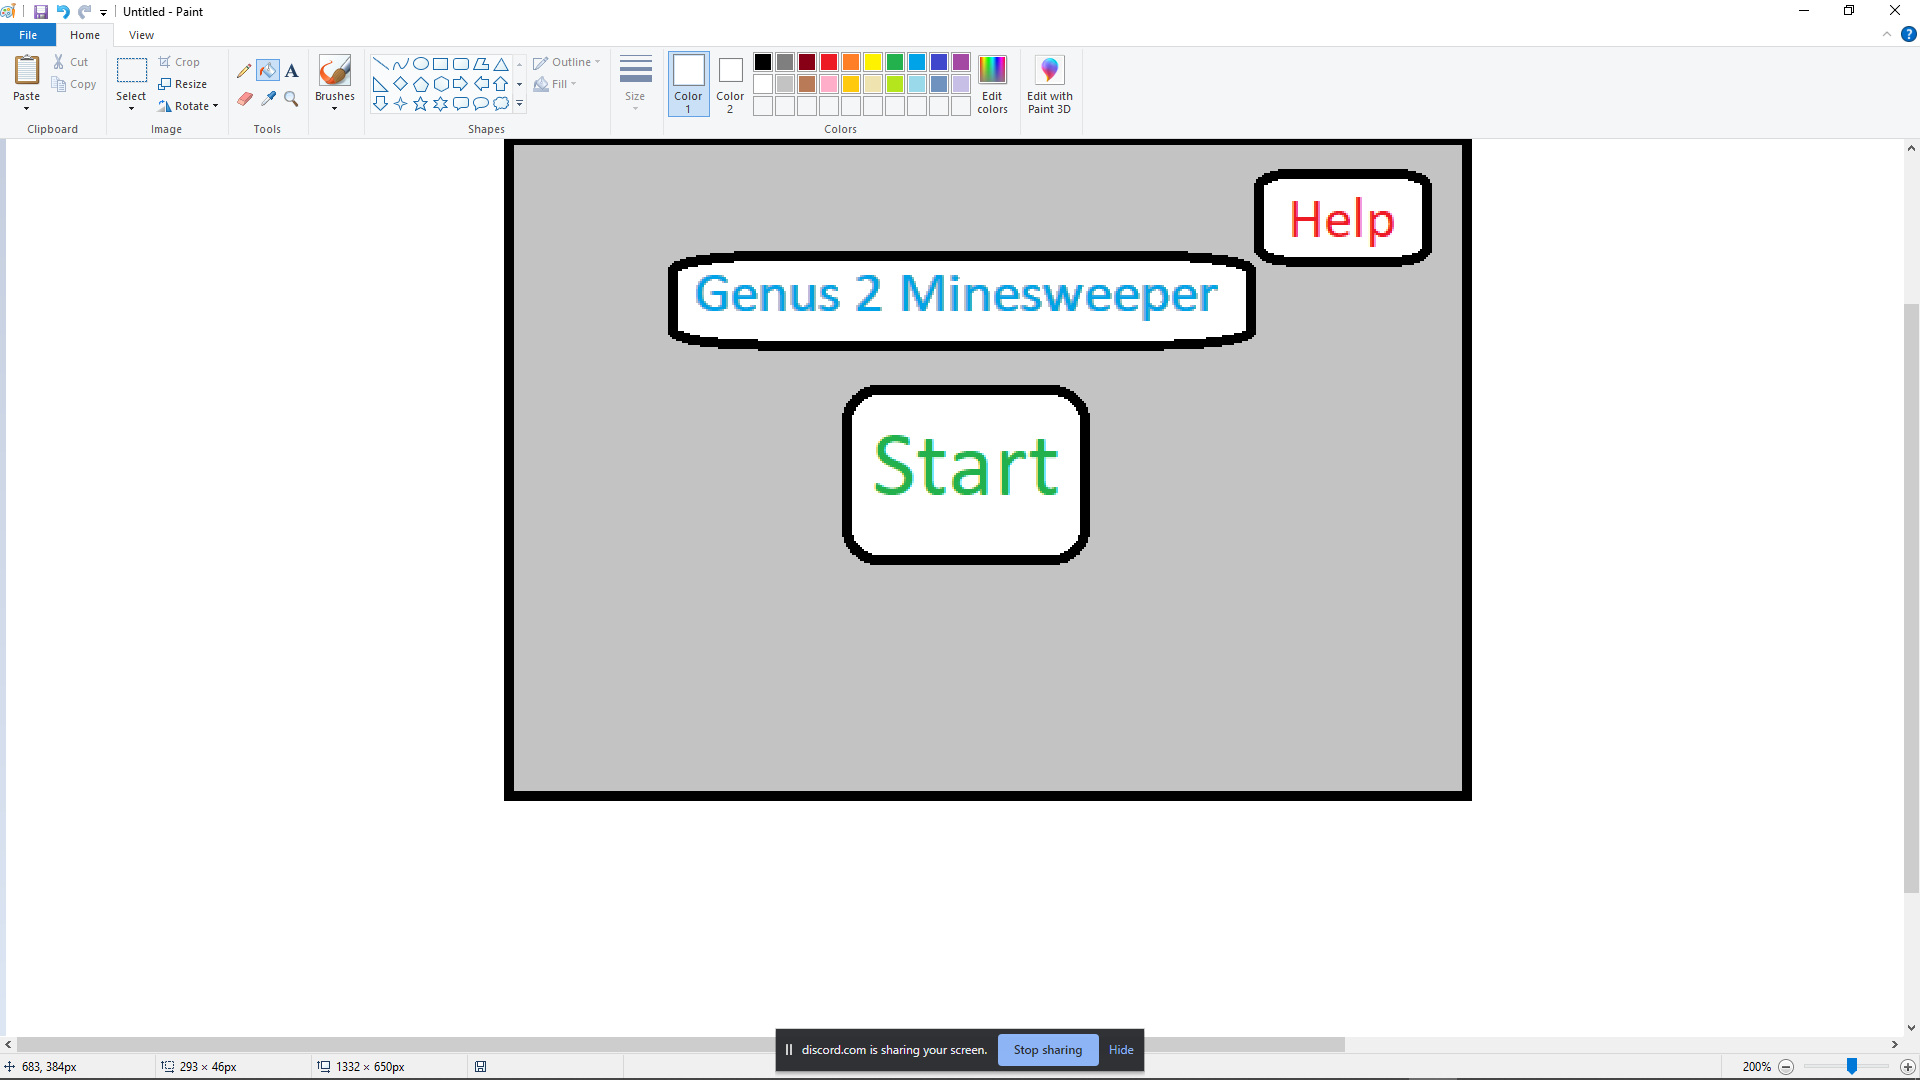 Untitled - Paint
File Home View
Paste
Cut
Copy
Clipboard
Select
Crop
Resize
Rotate
Image
A
Tools
Brushes
Outline
Fill
Shapes
Size
Color 1
Color 2
Edit colors
Colors
Edit with Paint 3D
Help
Genus 2 Minesweeper
Start
discord.com is sharing your screen. Stop sharing Hide
683, 384px
293 × 46px
1332 × 650px
200%